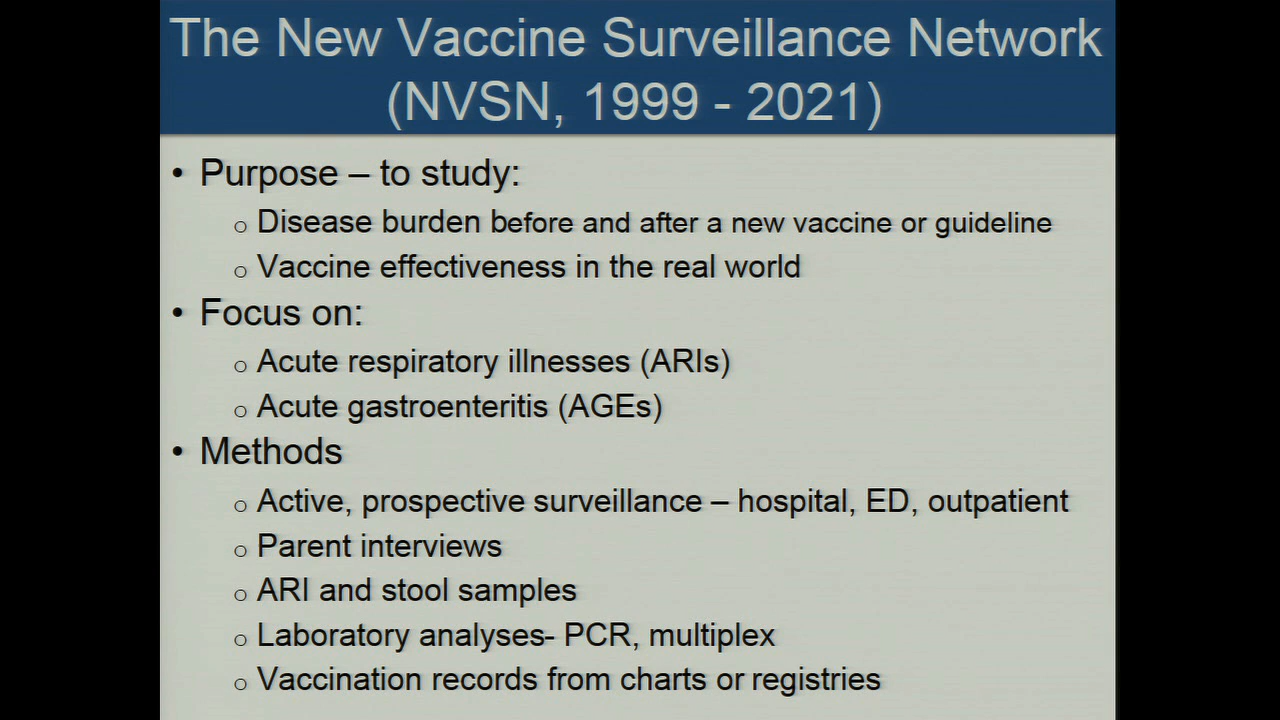 The New Vaccine Surveillance Network
(NVSN, 1999 - 2021)
• Purpose – to study:
o Disease burden before and after a new vaccine or guideline
o Vaccine effectiveness in the real world
• Focus on:
o Acute respiratory illnesses (ARIs)
o Acute gastroenteritis (AGEs)
• Methods
o Active, prospective surveillance – hospital, ED, outpatient
o Parent interviews
o ARI and stool samples
o Laboratory analyses- PCR, multiplex
o Vaccination records from charts or registries